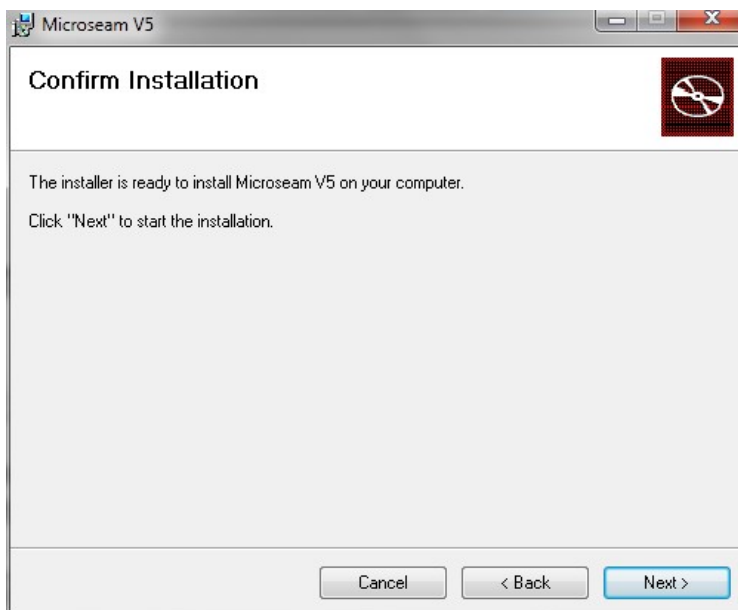 Microseam V5
Confirm Installation
The installer is ready to install Microseam V5 on your computer.
Click "Next" to start the installation.
Cancel
< Back
Next >